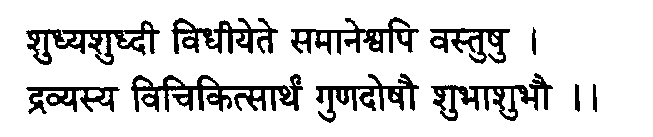 शुध्यशुध्दी विधीयेते समानेश्वपि वस्तुषु ।
द्रव्यस्य विचिकित्सार्थं गुणदोषौ शुभाशुभौ ।।